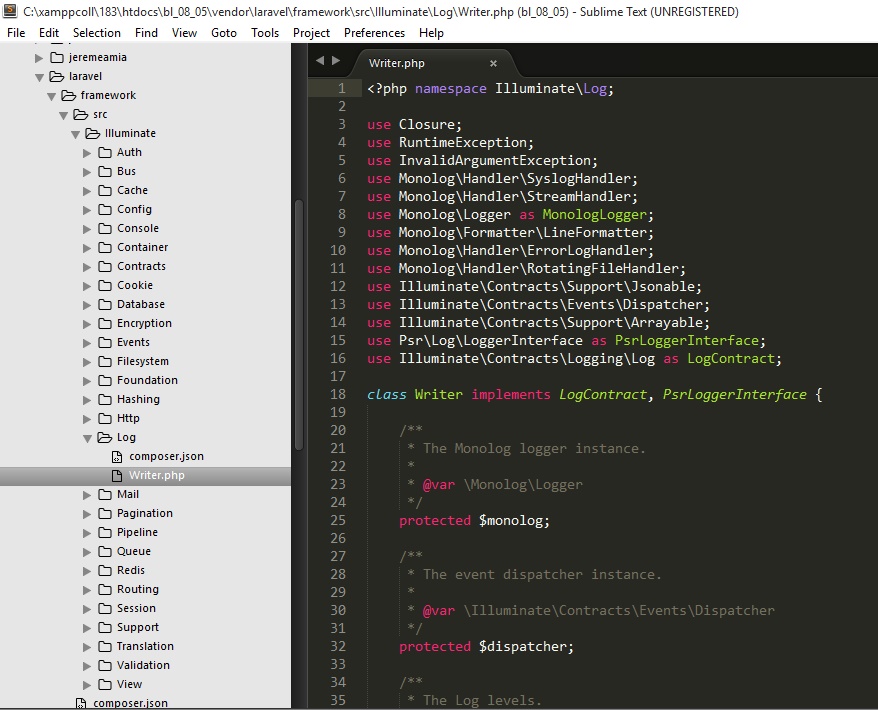 C:\xamppcoll\183\htdocs\bl_08_05\vendor\laravel\framework\src\Illuminate\Log\Writer.php (bl_08_05) - Sublime Text (UNREGISTERED)
File Edit Selection Find View Goto Tools Project Preferences Help
jeremeamia
laravel
framework
src
Illuminate
Auth
Bus
Cache
Config
Console
Container
Contracts
Cookie
Database
Encryption
Events
Filesystem
Foundation
Hashing
Http
Log
composer.json
Writer.php
Mail
Pagination
Pipeline
Queue
Redis
Routing
Session
Support
Translation
Validation
View
composer.json
Writer.php ×
1 <?php namespace Illuminate\Log;
2
3 use Closure;
4 use RuntimeException;
5 use InvalidArgumentException;
6 use Monolog\Handler\SyslogHandler;
7 use Monolog\Handler\StreamHandler;
8 use Monolog\Logger as MonologLogger;
9 use Monolog\Formatter\LineFormatter;
10 use Monolog\Handler\ErrorLogHandler;
11 use Monolog\Handler\RotatingFileHandler;
12 use Illuminate\Contracts\Support\Jsonable;
13 use Illuminate\Contracts\Events\Dispatcher;
14 use Illuminate\Contracts\Support\Arrayable;
15 use Psr\Log\LoggerInterface as PsrLoggerInterface;
16 use Illuminate\Contracts\Logging\Log as LogContract;
17
18 class Writer implements LogContract, PsrLoggerInterface {
19
20 /**
21 * The Monolog logger instance.
22 *
23 * @var \Monolog\Logger
24 */
25 protected $monolog;
26
27 /**
28 * The event dispatcher instance.
29 *
30 * @var \Illuminate\Contracts\Events\Dispatcher
31 */
32 protected $dispatcher;
33
34 /**
35 * The Log levels.